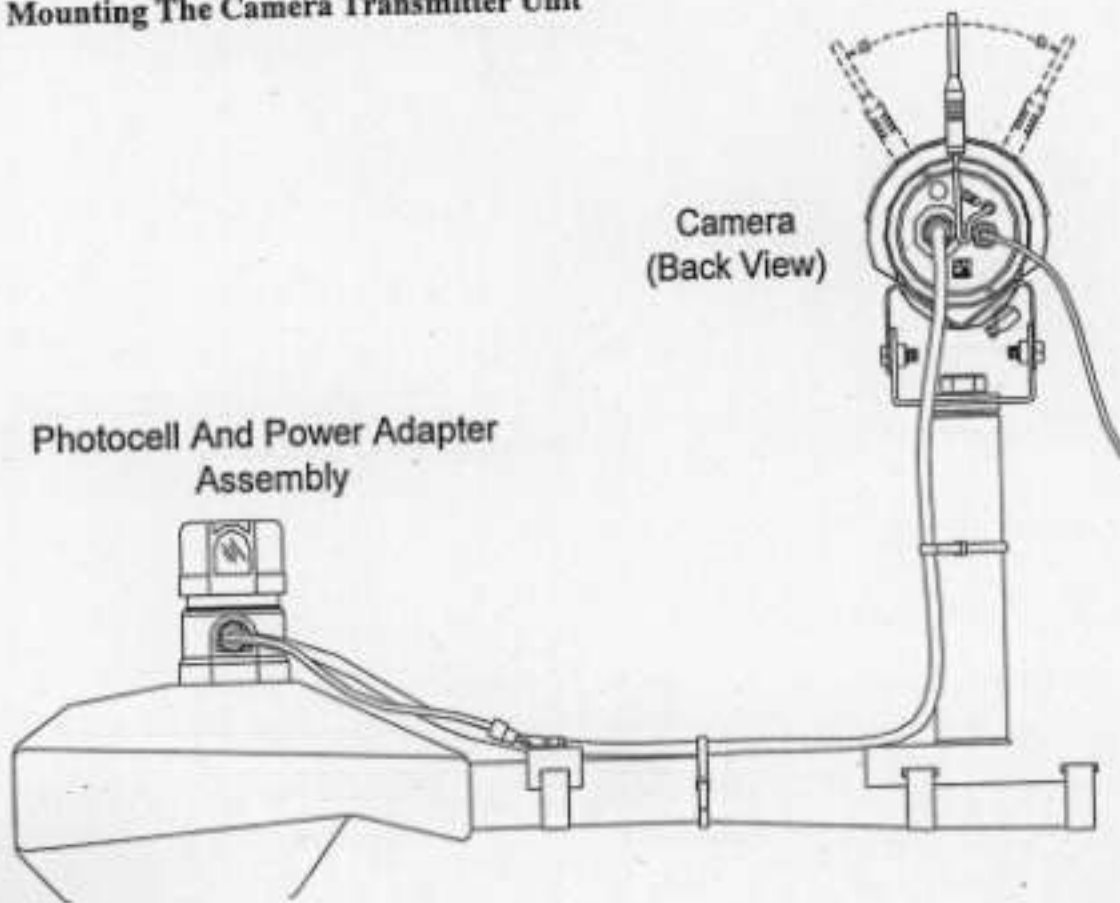 Mounting The Camera Transmitter Unit
Camera
(Back View)
Photocell And Power Adapter
Assembly